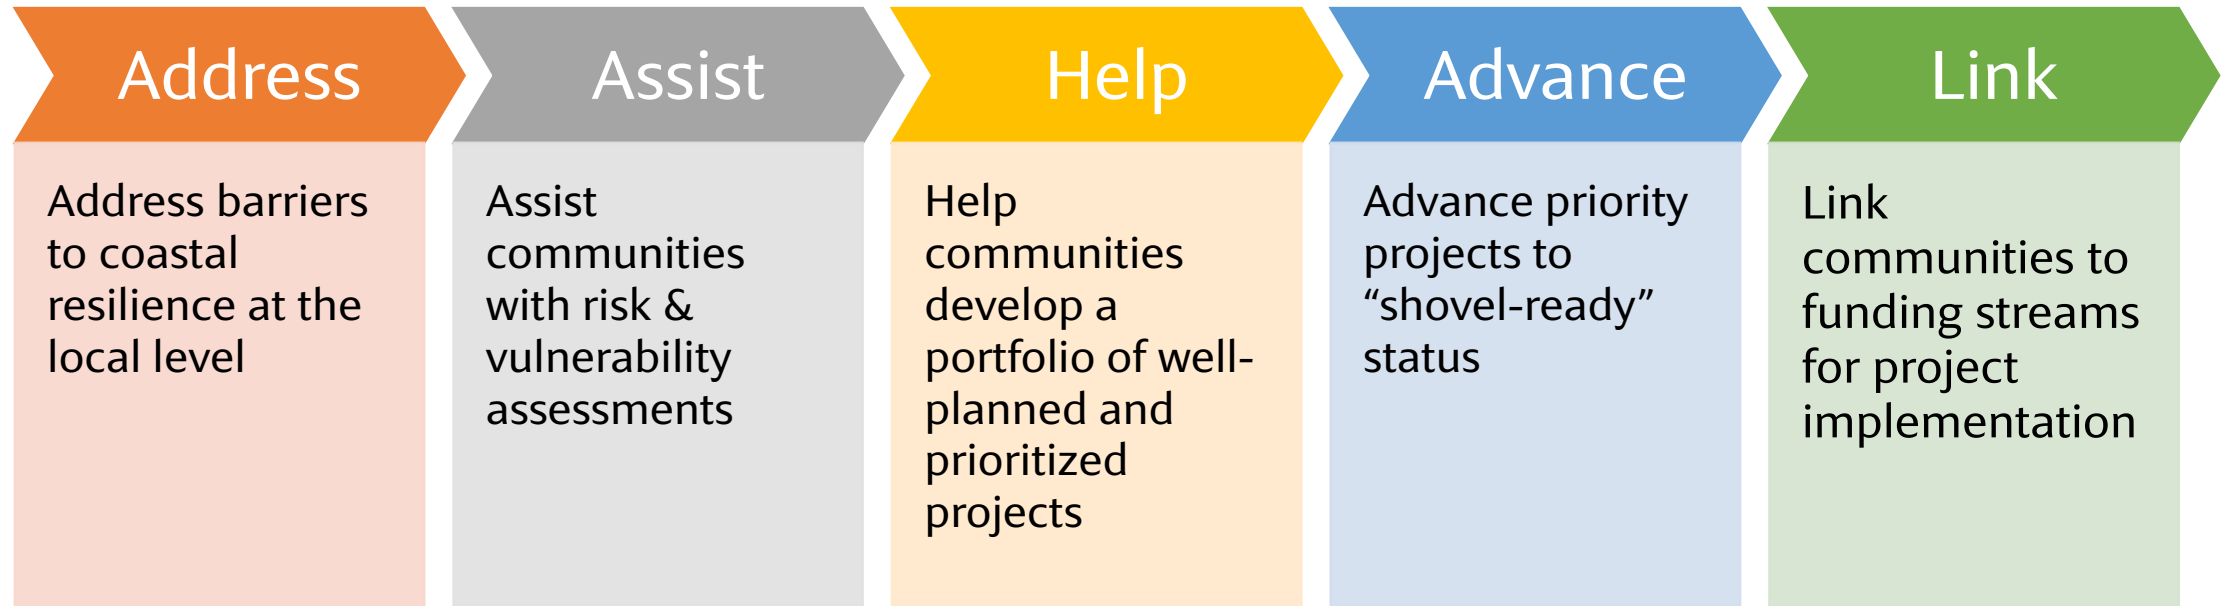 Address
Address barriers
to coastal
resilience at the
local level
Assist
Assist
communities
with risk &
vulnerability
assessments
Help
Help
communities
develop a
portfolio of well-
planned and
prioritized
projects
Advance
Advance priority
projects to
“shovel-ready”
status
Link
Link
communities to
funding streams
for project
implementation